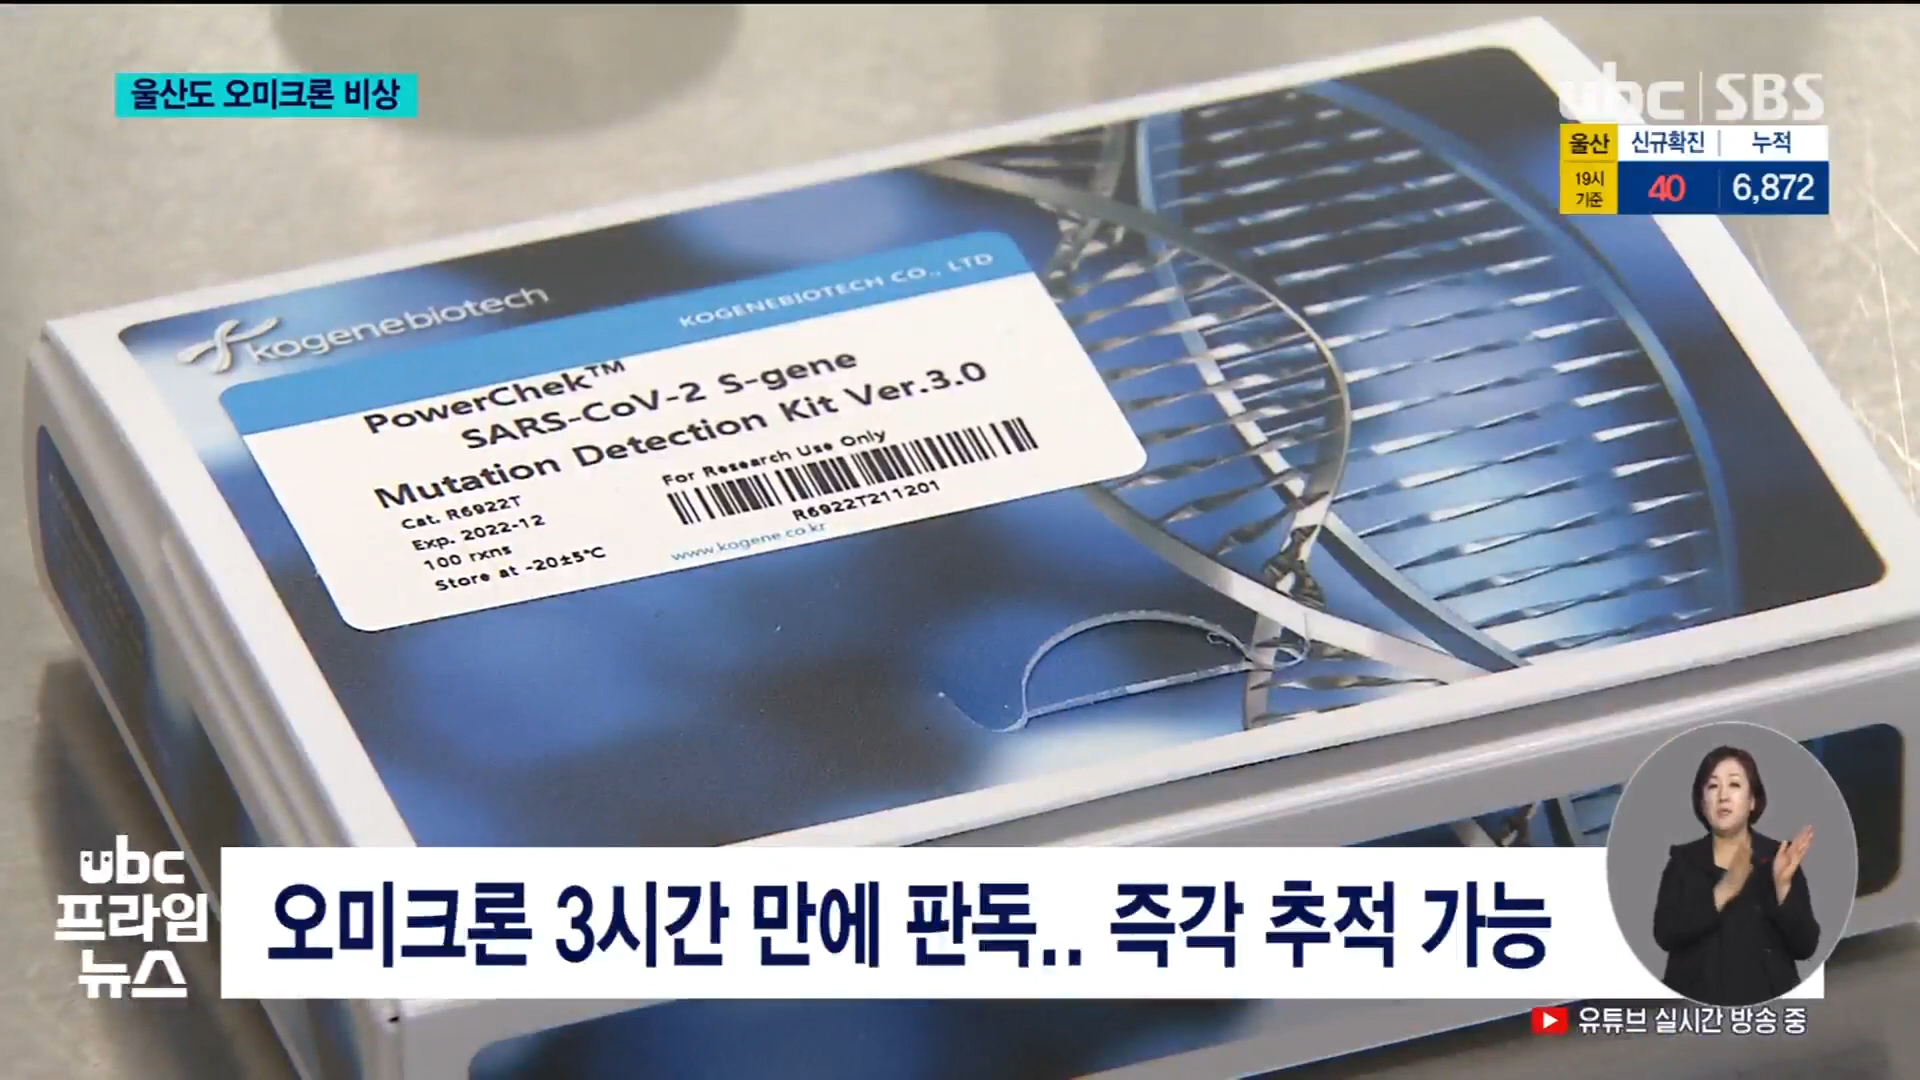 울산도 오미크론 비상
ubc | SBS
울산 신규확진 누적
19시 기준 40 6,872
kogenebiotech
KOGENEBIOTECH CO., LTD
PowerChek™
SARS-CoV-2 S-gene
Mutation Detection Kit Ver.3.0
For Research Use Only
Cat. R6922T
Exp. 2022-12
100 rxns
Store at -20±5°C
R6922T211201
www.kogene.co.kr
ubc
프라임
뉴스
오미크론 3시간 만에 판독.. 즉각 추적 가능
유튜브 실시간 방송 중